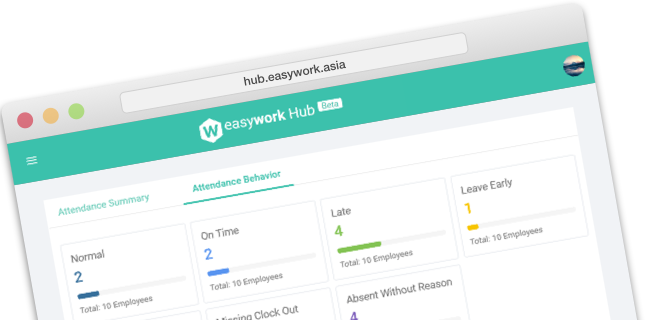 hub.easywork.asia
W easywork Hub Beta
Attendance Summary
Attendance Behavior
Normal
2
Total: 10 Employees
On Time
2
Total: 10 Employees
Late
4
Total: 10 Employees
Leave Early
1
Total: 10 Employees
Missing Clock Out
Absent Without Reason
4